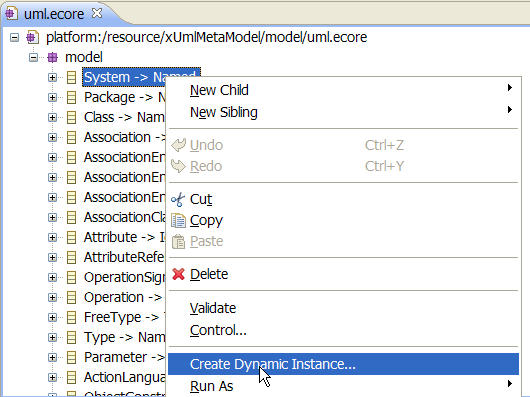 uml.ecore
platform:/resource/xUmlMetaModel/model/uml.ecore
model
System -> Named
Package -> N
Class -> Nam
Association ->
AssociationEn
AssociationEn
AssociationEn
AssociationCla
Attribute -> I
AttributeRefe
OperationSign
Operation ->
FreeType ->
Type -> Name
Parameter ->
ActionLangua
ObjectConstr
New Child
New Sibling
Undo Ctrl+Z
Redo Ctrl+Y
Cut
Copy
Paste
Delete
Validate
Control...
Create Dynamic Instance...
Run As